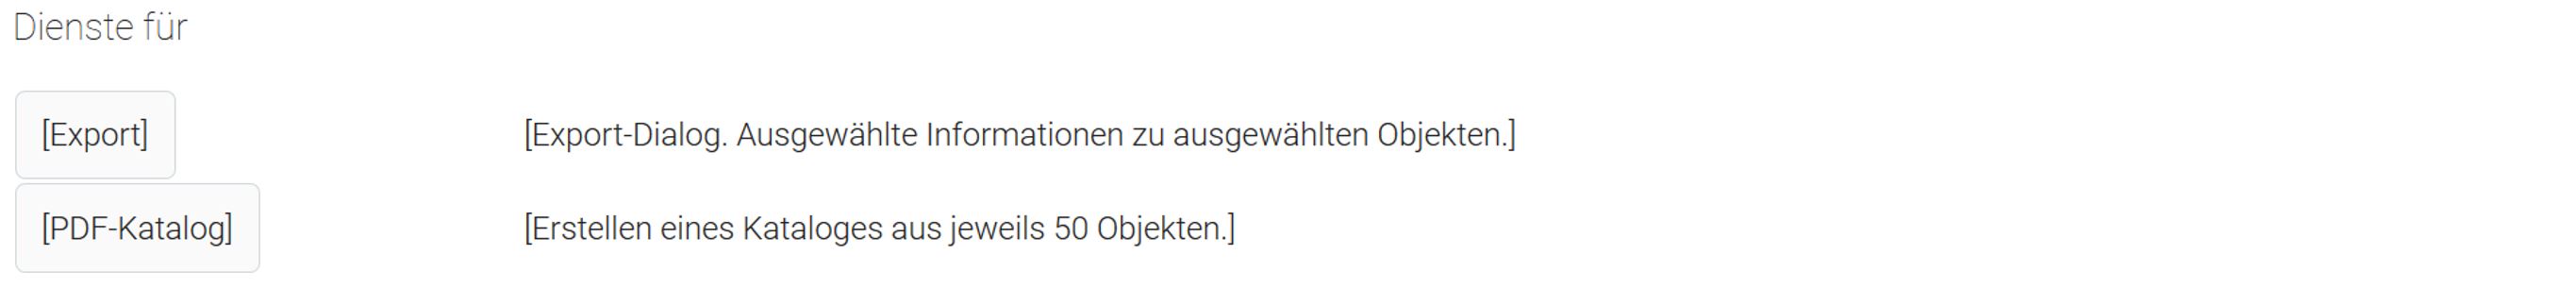 Dienste für
[Export]
[Export-Dialog. Ausgewählte Informationen zu ausgewählten Objekten.]
[PDF-Katalog]
[Erstellen eines Kataloges aus jeweils 50 Objekten.]